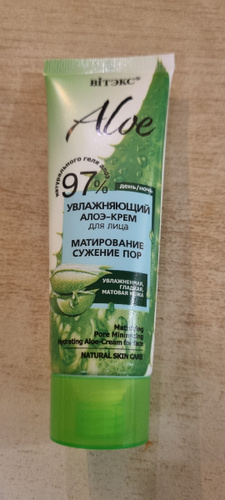 вiтэкс®
Aloe
натурального геля алоэ
97%
день/ночь
УВЛАЖНЯЮЩИЙ
АЛОЭ-КРЕМ
для лица
МАТИРОВАНИЕ
СУЖЕНИЕ ПОР
УВЛАЖНЕННАЯ,
ГЛАДКАЯ,
МАТОВАЯ КОЖА
Mattifying
Pore Minimizing
Hydrating Aloe-Cream for face
NATURAL SKIN CARE